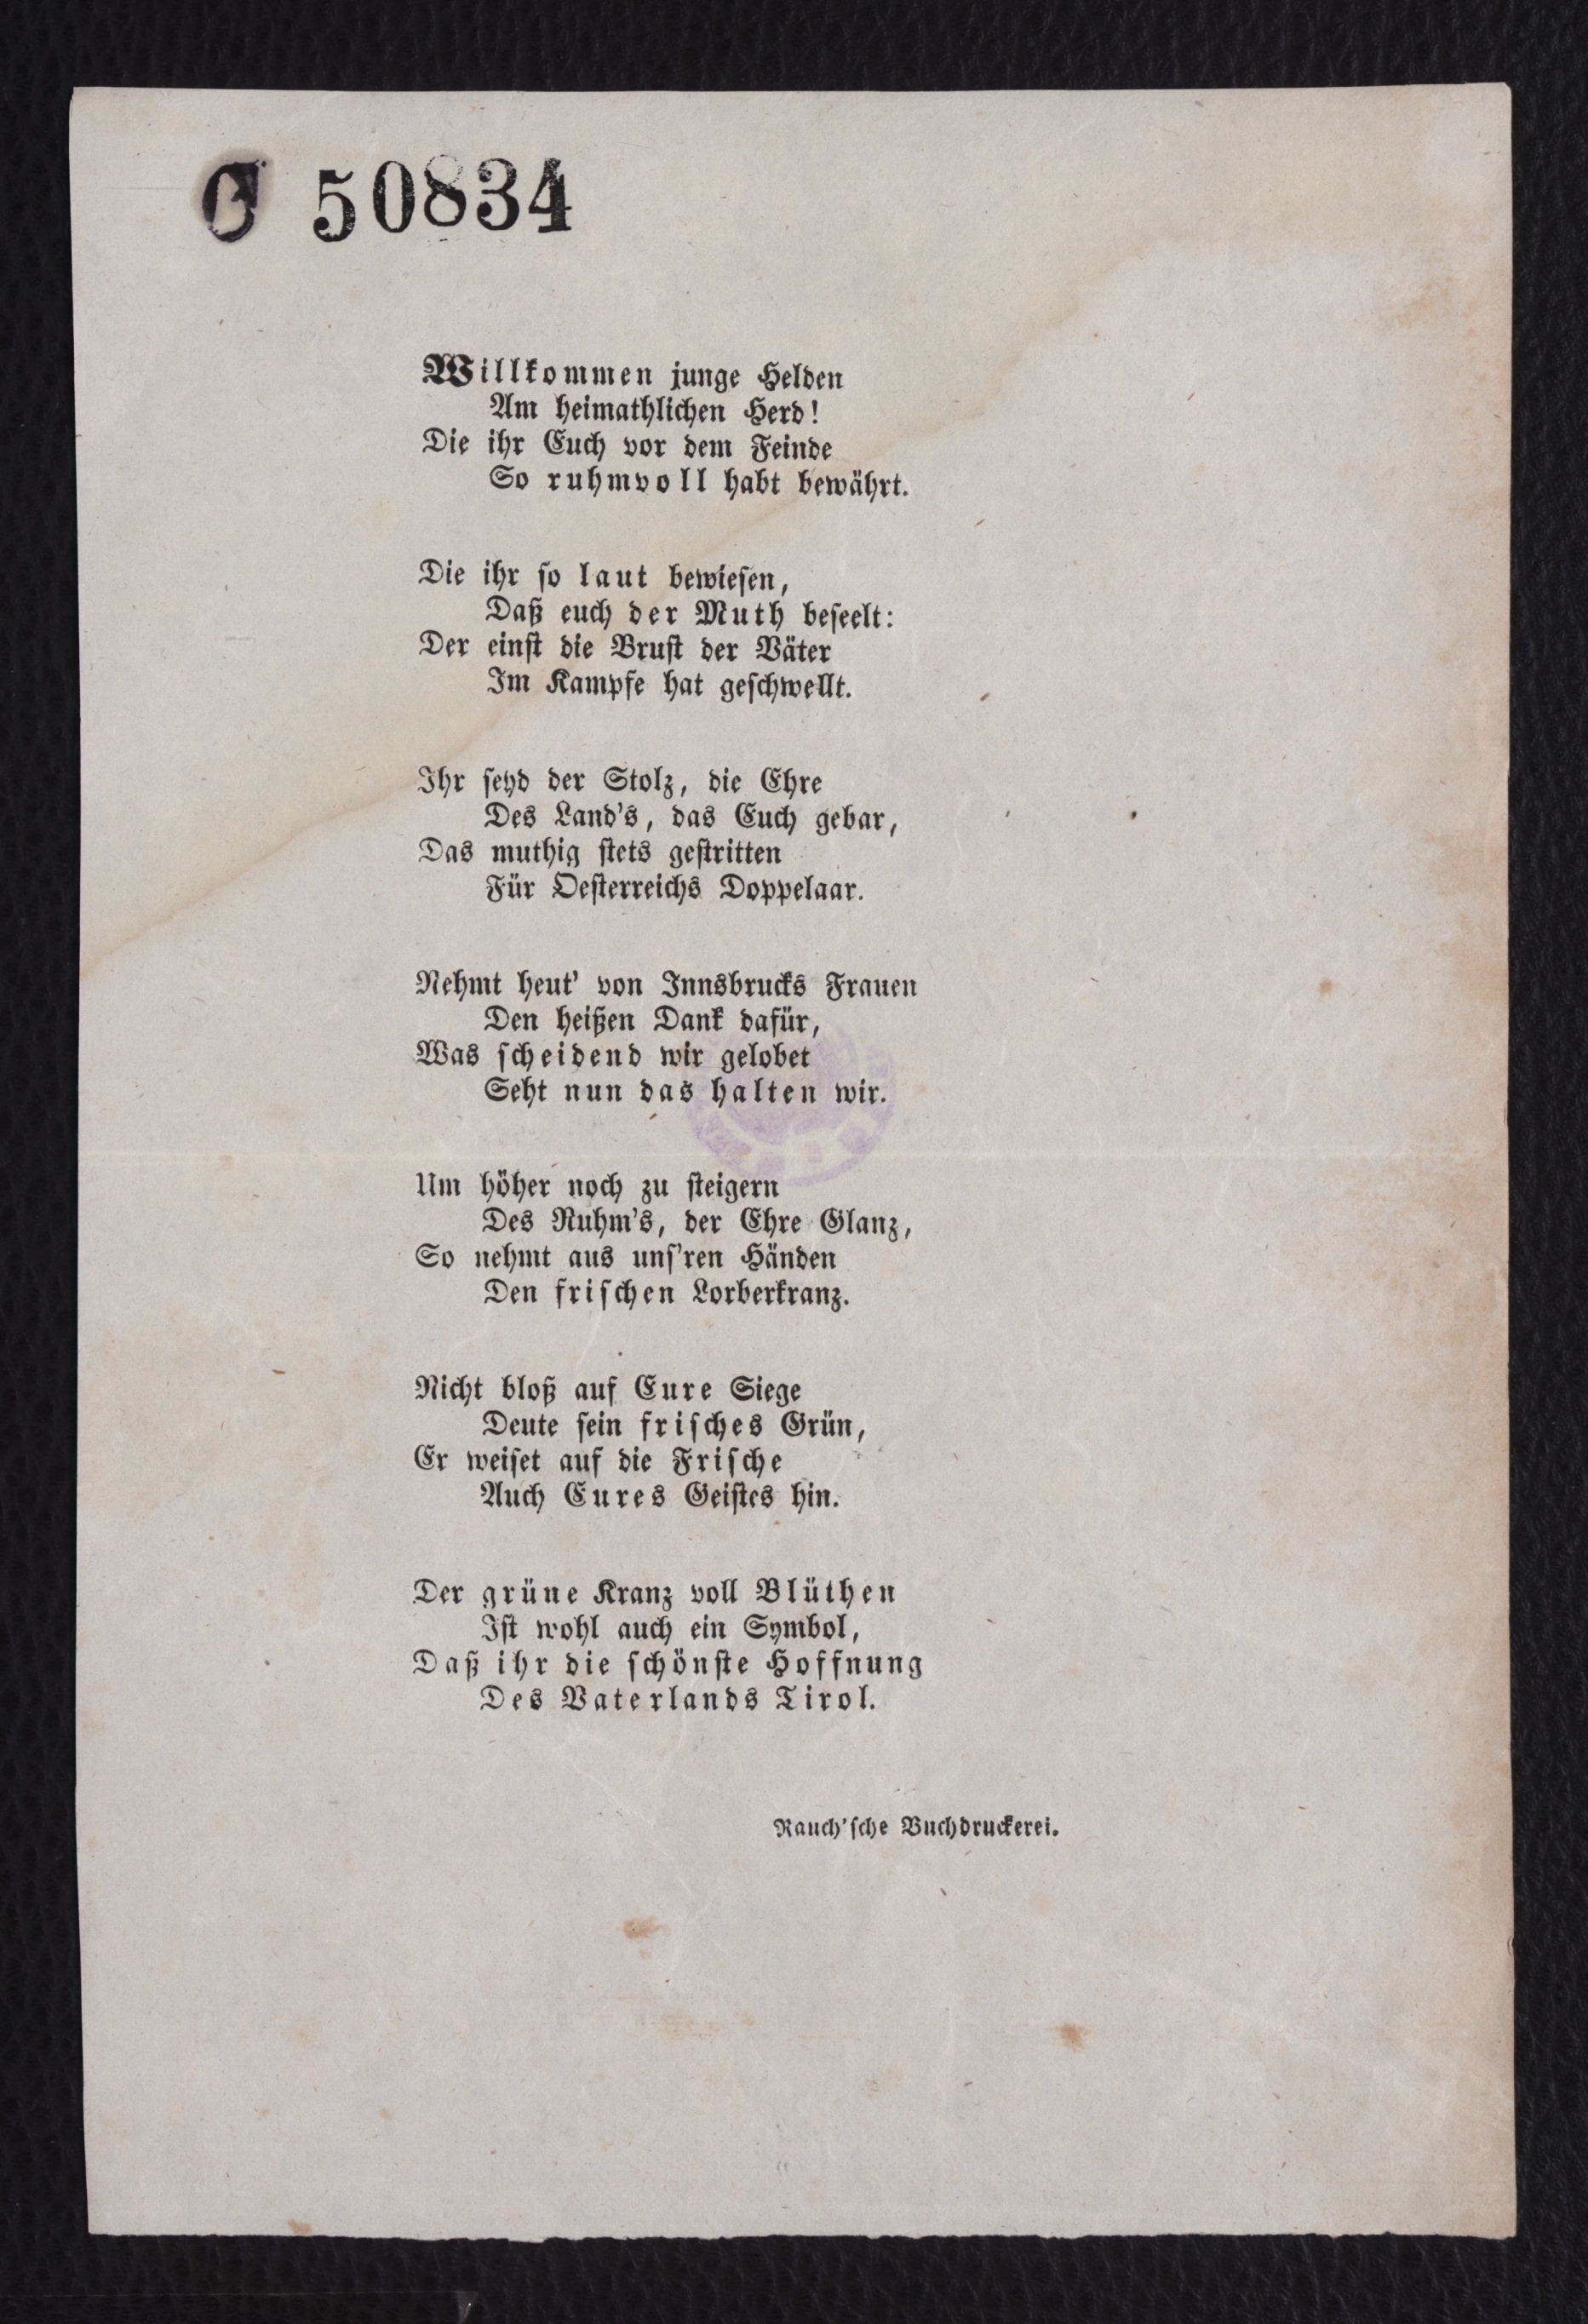 50834
Willkommen junge Helden
Am heimathlichen Herd!
Die ihr Euch vor dem Feinde
So ruhmvoll habt bewährt.
Die ihr so laut bewiesen,
Daß euch der Muth beseelt:
Der einst die Brust der Väter
Im Kampfe hat geschwellt.
Ihr seyd der Stolz, die Ehre
Des Land's, das Euch gebar,
Das muthig stets gestritten
Für Oesterreichs Doppelaar.
Nehmt heut' von Innsbrucks Frauen
Den heißen Dank dafür,
Was scheidend wir gelobet
Seht nun das halten wir.
Um höher noch zu steigern
Des Ruhm's, der Ehre Glanz,
So nehmt aus uns'ren Händen
Den frischen Lorberkranz.
Nicht bloß auf Eure Siege
Deute sein frisches Grün,
Er weiset auf die Frische
Auch Eures Geistes hin.
Der grüne Kranz voll Blüthen
Ist wohl auch ein Symbol,
Daß ihr die schönste Hoffnung
Des Vaterlands Tirol.
Rauch'sche Buchdruckerei.